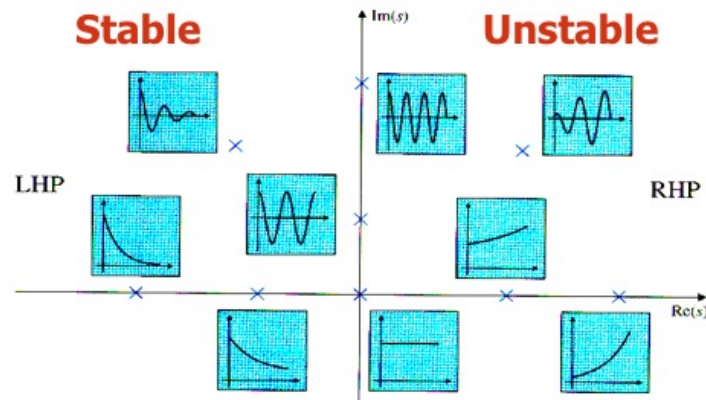 Stable
Im(s)
Unstable
LHP
RHP
Re(s)